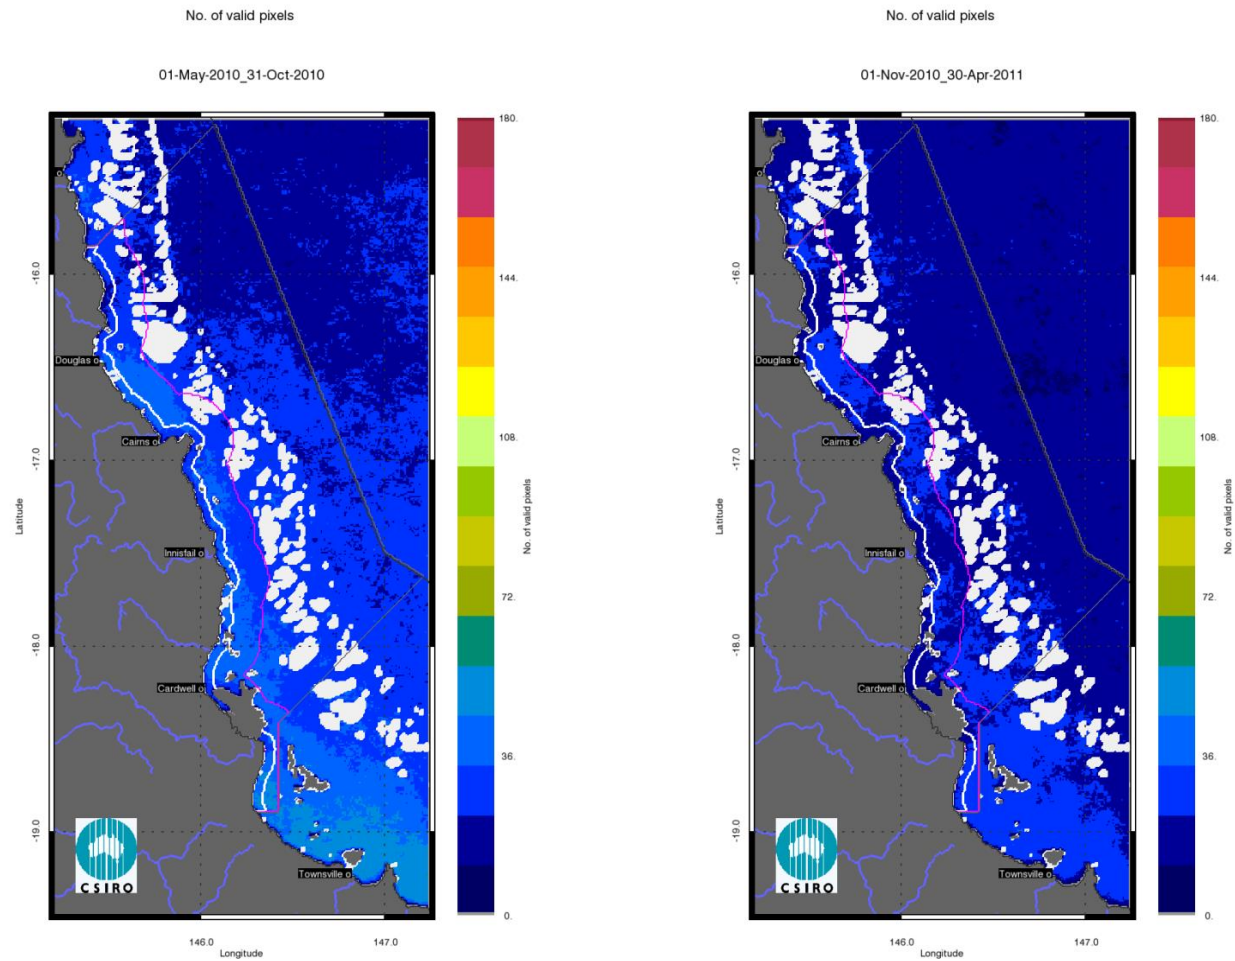 No. of valid pixels
01-May-2010_31-Oct-2010
180.
144.
108.
72.
36.
0.
No. of valid pixels
-16.0
-17.0
-18.0
-19.0
Latitude
Douglas o
Cairns o
Innisfail o
Cardwell o
Townsville o
CSIRO
146.0
147.0
Longitude
No. of valid pixels
01-Nov-2010_30-Apr-2011
180.
144.
108.
72.
36.
0.
No. of valid pixels
-16.0
-17.0
-18.0
-19.0
Latitude
Douglas o
Cairns o
Innisfail o
Cardwell o
Townsville o
CSIRO
146.0
147.0
Longitude